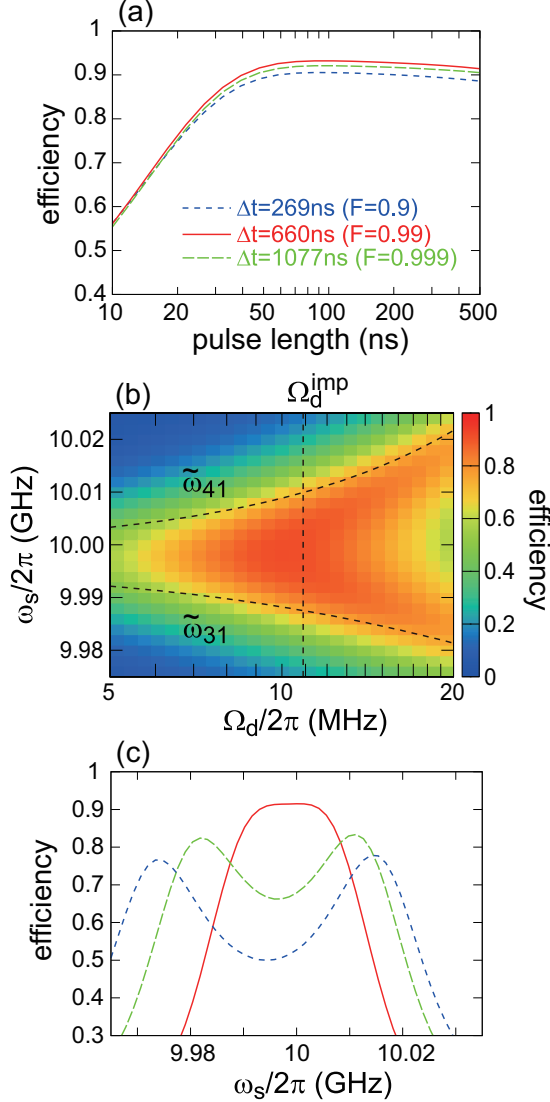 (a)
1
0.9
0.8
0.7
0.6
0.5
0.4
efficiency
Δt=269ns (F=0.9)
Δt=660ns (F=0.99)
Δt=1077ns (F=0.999)
10 20 50 100 200 500
pulse length (ns)
(b)
Ω_d^imp
10.02
10.01
10.00
9.99
9.98
ω_s/2π (GHz)
ω̃_41
ω̃_31
5 10 20
Ω_d/2π (MHz)
1
0.8
0.6
0.4
0.2
0
efficiency
(c)
1
0.9
0.8
0.7
0.6
0.5
0.4
0.3
efficiency
9.98 10 10.02
ω_s/2π (GHz)